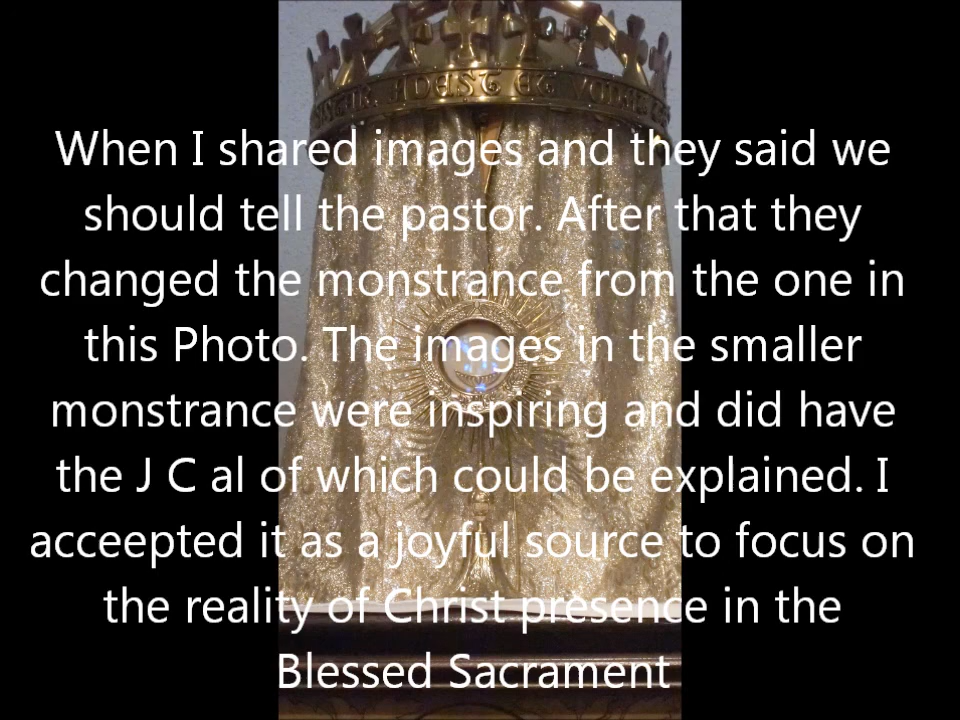 ADEST ET
When I shared images and they said we
should tell the pastor. After that they
changed the monstrance from the one in
this Photo. The images in the smaller
monstrance were inspiring and did have
the J C al of which could be explained. I
acceepted it as a joyful source to focus on
the reality of Christ presence in the
Blessed Sacrament